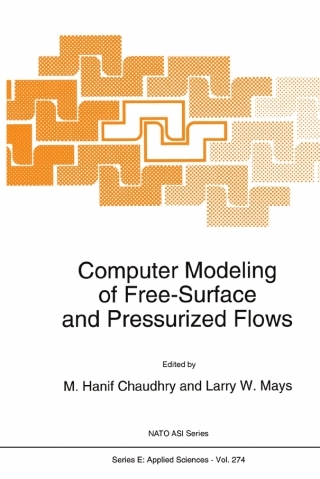 Computer Modeling
of Free-Surface
and Pressurized Flows
Edited by
M. Hanif Chaudhry and Larry W. Mays
NATO ASI Series
Series E: Applied Sciences - Vol. 274